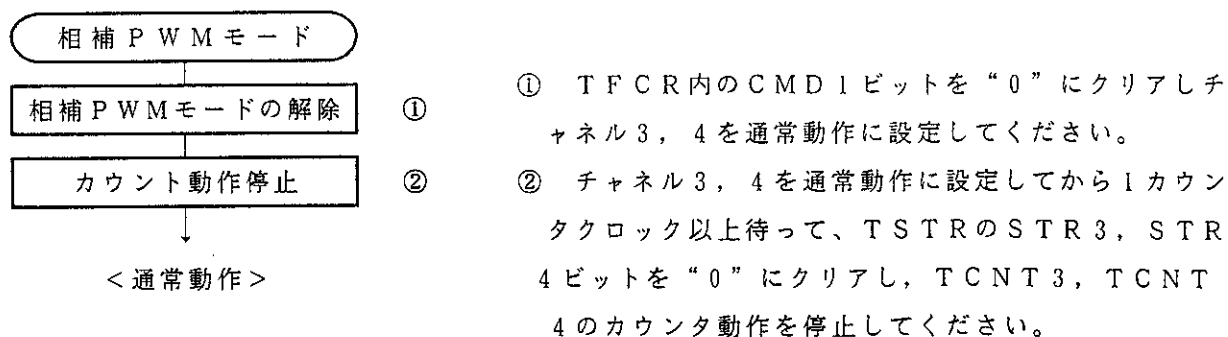 相補PWMモード
相補PWMモードの解除 ①
カウント動作停止 ②
<通常動作>
① TFCR内のCMD1ビットを“0”にクリアしチ
ャネル3，4を通常動作に設定してください。
② チャネル3，4を通常動作に設定してから1カウン
タクロック以上待って、TSTRのSTR3，STR
4ビットを“0”にクリアし，TCNT3，TCNT
4のカウンタ動作を停止してください。